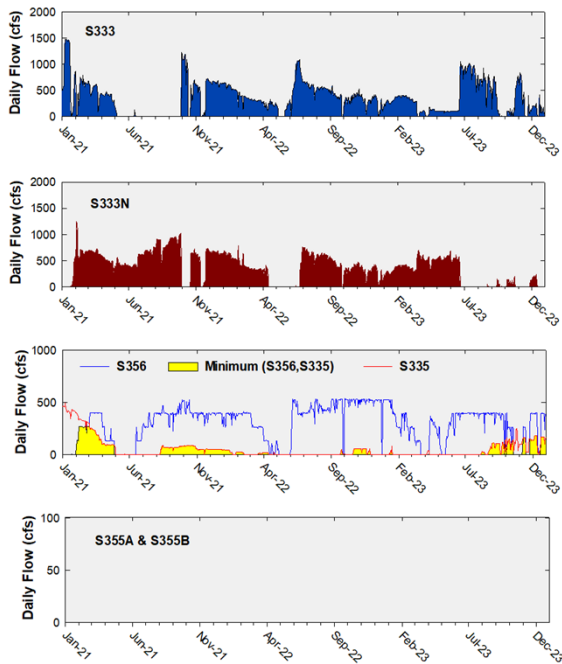 Daily Flow (cfs)
S333
2000
1500
1000
500
0
Jan-21
Jun-21
Nov-21
Apr-22
Sep-22
Feb-23
Jul-23
Dec-23
Daily Flow (cfs)
S333N
2000
1500
1000
500
0
Jan-21
Jun-21
Nov-21
Apr-22
Sep-22
Feb-23
Jul-23
Dec-23
Daily Flow (cfs)
S356 Minimum (S356,S335) S335
1000
500
0
Jan-21
Jun-21
Nov-21
Apr-22
Sep-22
Feb-23
Jul-23
Dec-23
Daily Flow (cfs)
S355A & S355B
100
50
0
Jan-21
Jun-21
Nov-21
Apr-22
Sep-22
Feb-23
Jul-23
Dec-23